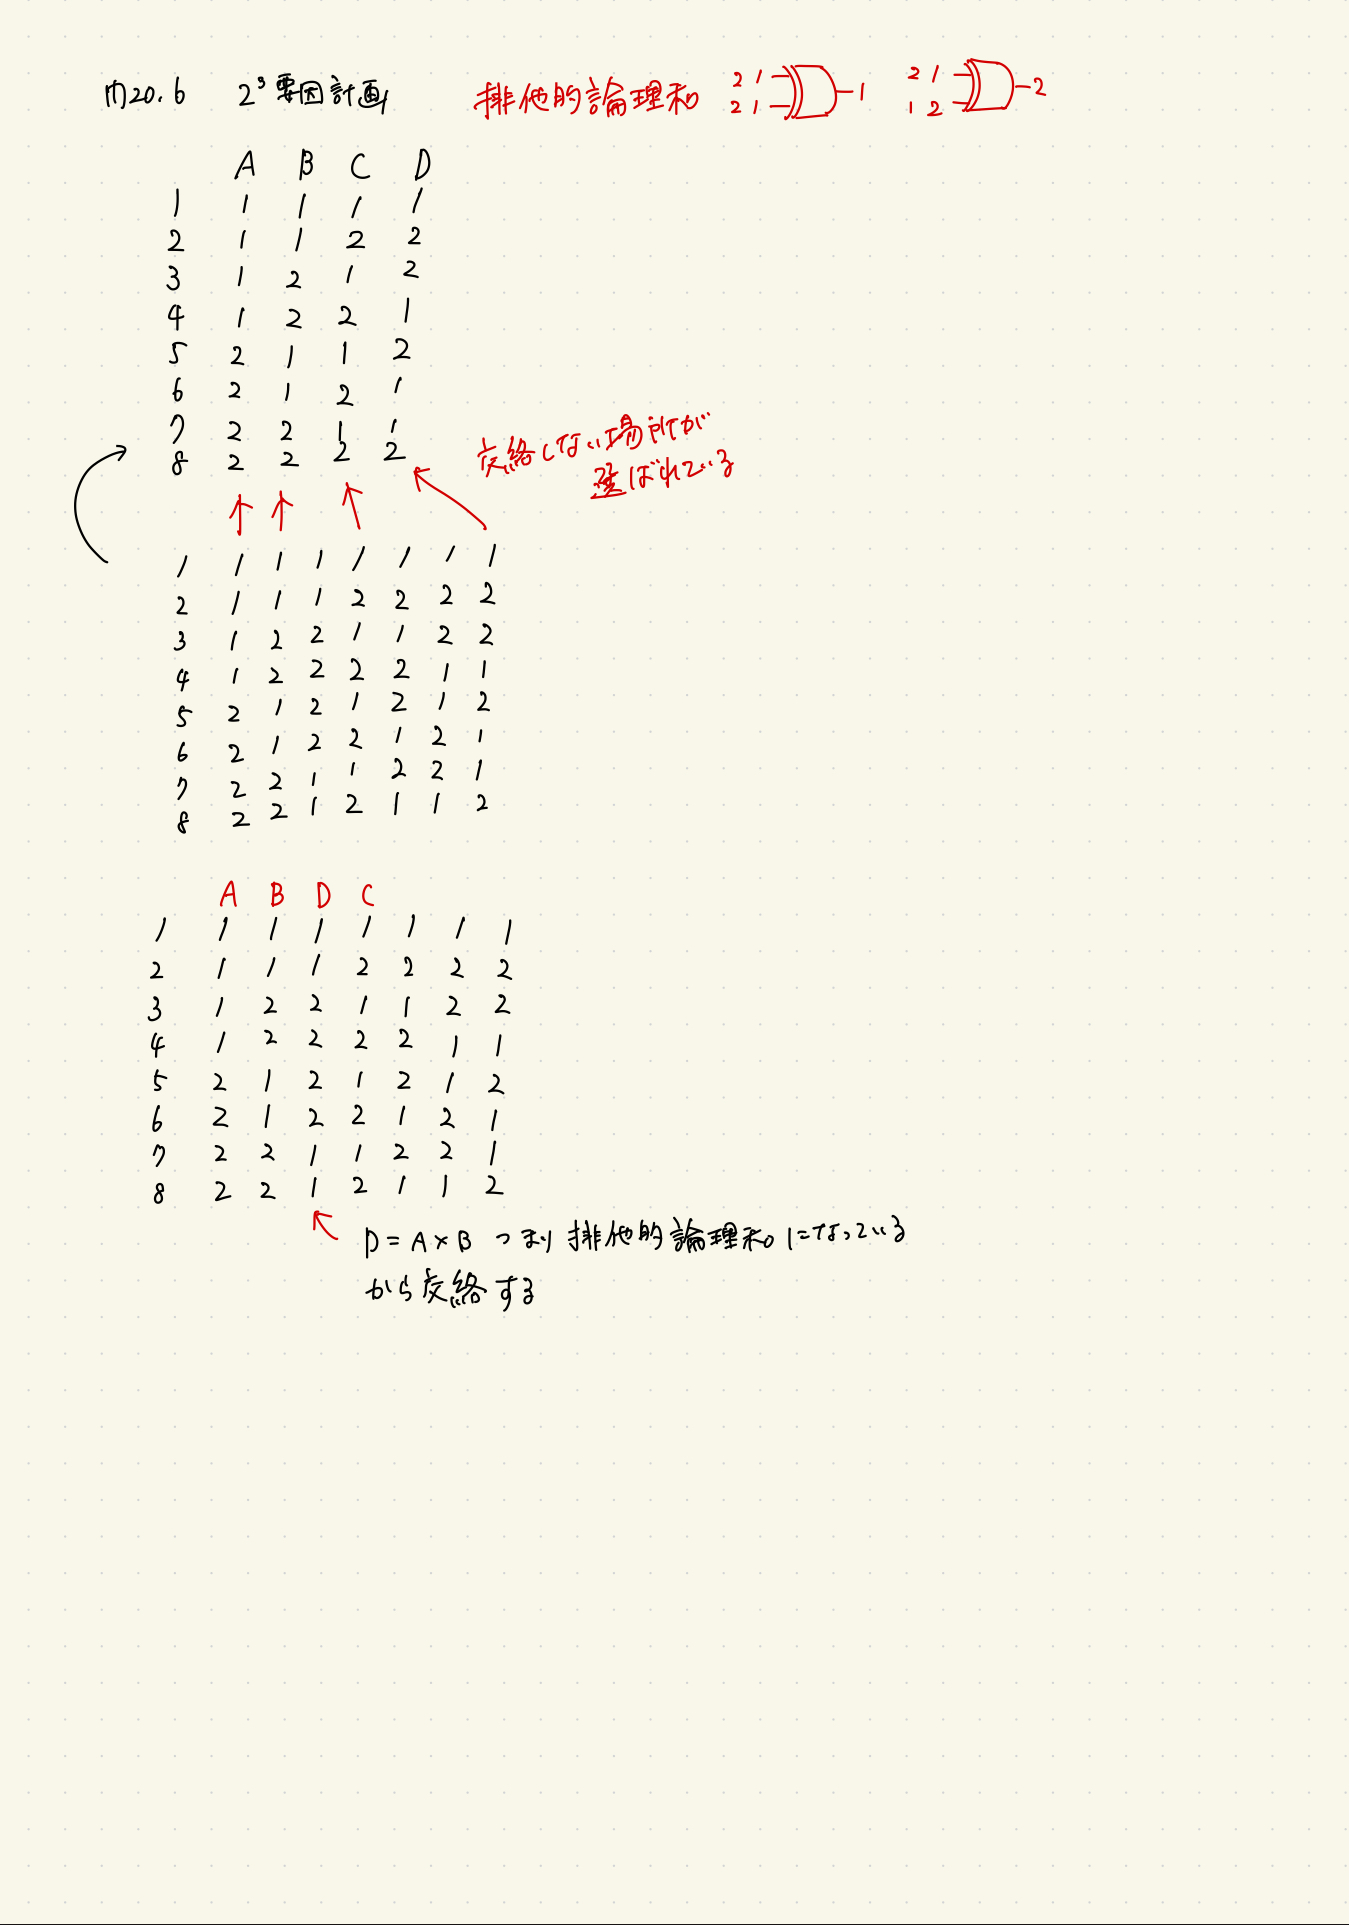 m20.6 2³要因計画 排他的論理和
2 1
2 1
1
2 1
1 2
2
A B C D
1 1 1 1 1
2 1 1 2 2
3 1 2 1 2
4 1 2 2 1
5 2 1 1 2
6 2 1 2 1
7 2 2 1 1
8 2 2 2 2
交絡しない場所が
選ばれている
1 1 1 1 1 1 1 1
2 1 1 1 2 2 2 2
3 1 2 2 1 1 2 2
4 1 2 2 2 2 1 1
5 2 1 2 1 2 1 2
6 2 1 2 2 1 2 1
7 2 2 1 1 2 2 1
8 2 2 1 2 1 1 2
A B D C
1 1 1 1 1 1 1 1
2 1 1 1 2 2 2 2
3 1 2 2 1 1 2 2
4 1 2 2 2 2 1 1
5 2 1 2 1 2 1 2
6 2 1 2 2 1 2 1
7 2 2 1 1 2 2 1
8 2 2 1 2 1 1 2
D=A×B つまり 排他的論理和になっている
から交絡する